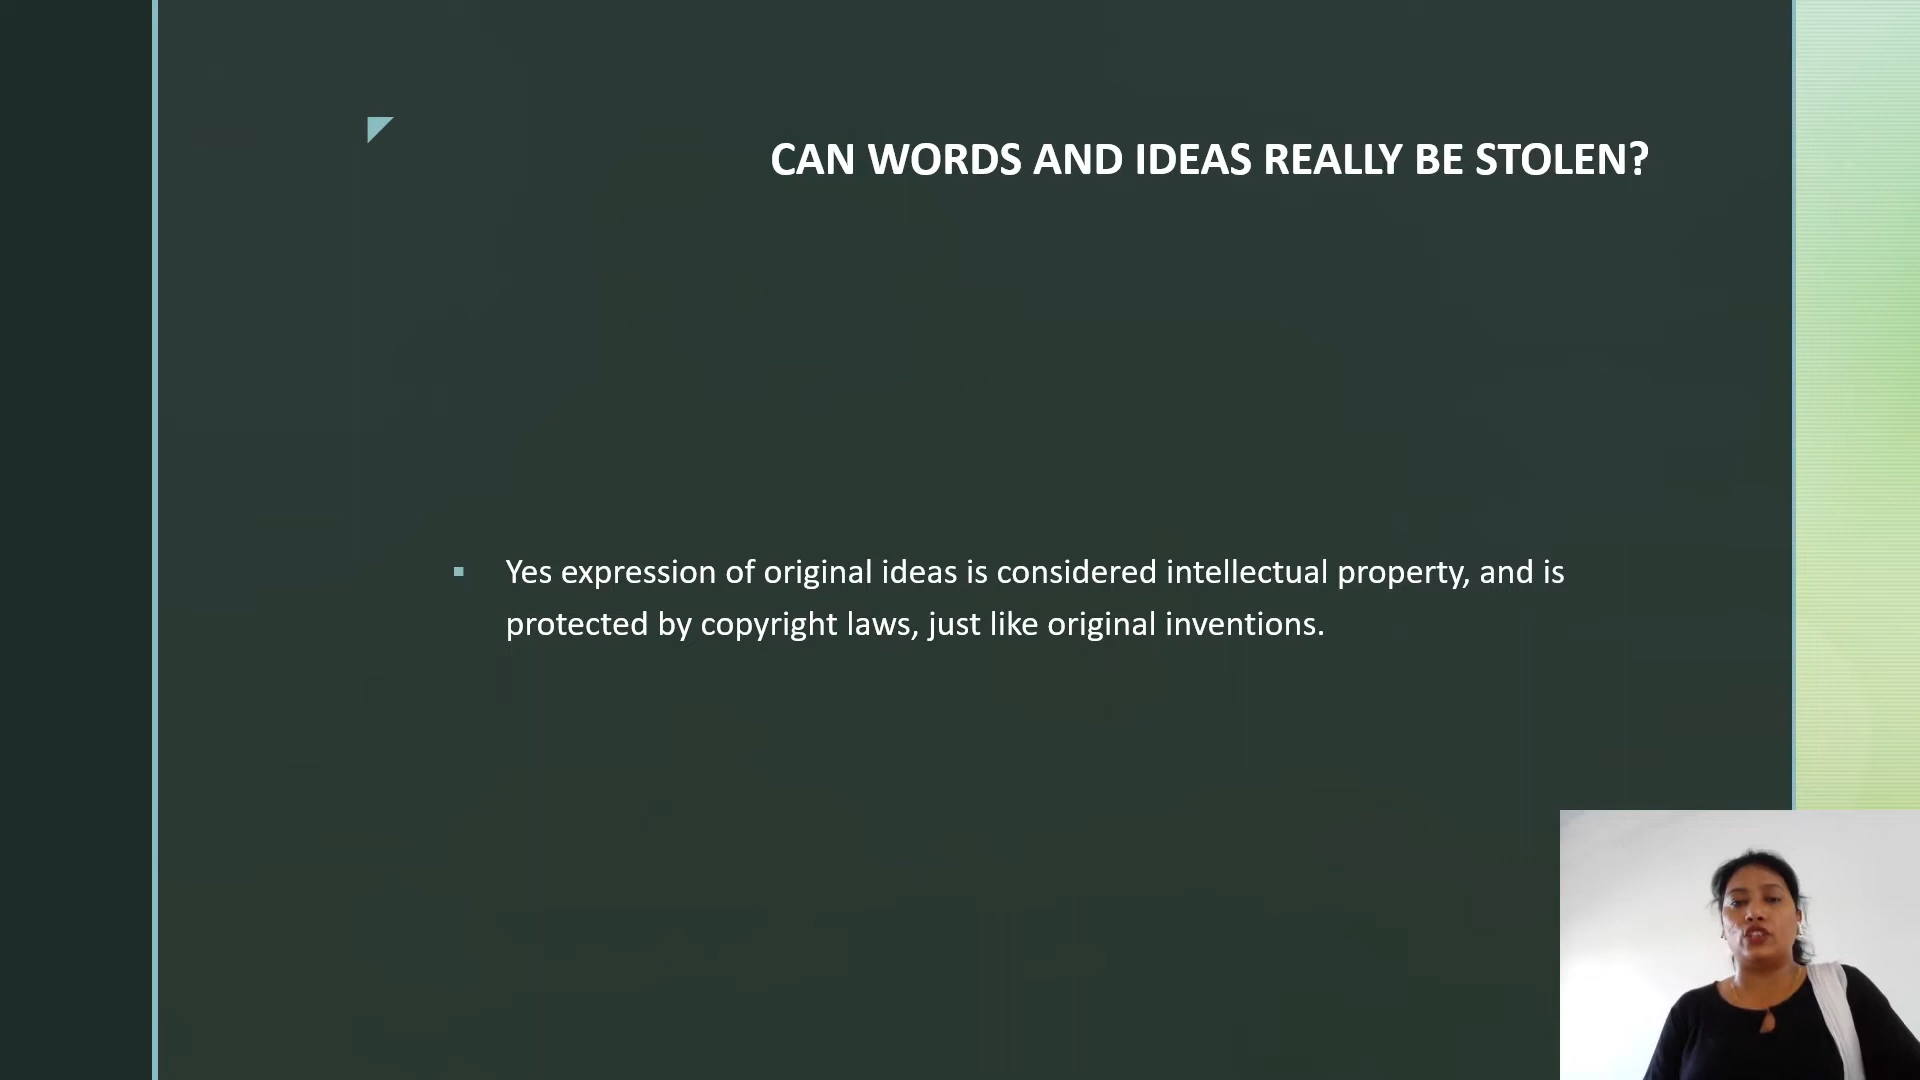 CAN WORDS AND IDEAS REALLY BE STOLEN?
Yes expression of original ideas is considered intellectual property, and is
protected by copyright laws, just like original inventions.